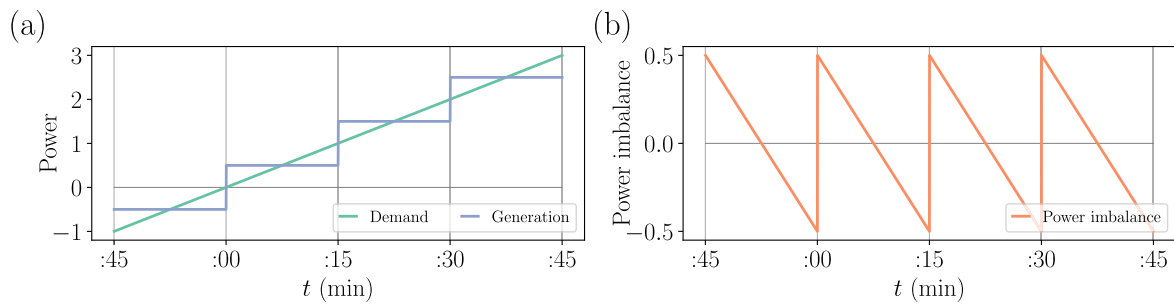 (a)
Power
3
2
1
0
−1
:45
:00
:15
:30
:45
t (min)
Demand
Generation
(b)
Power imbalance
0.5
0.0
−0.5
:45
:00
:15
:30
:45
t (min)
Power imbalance